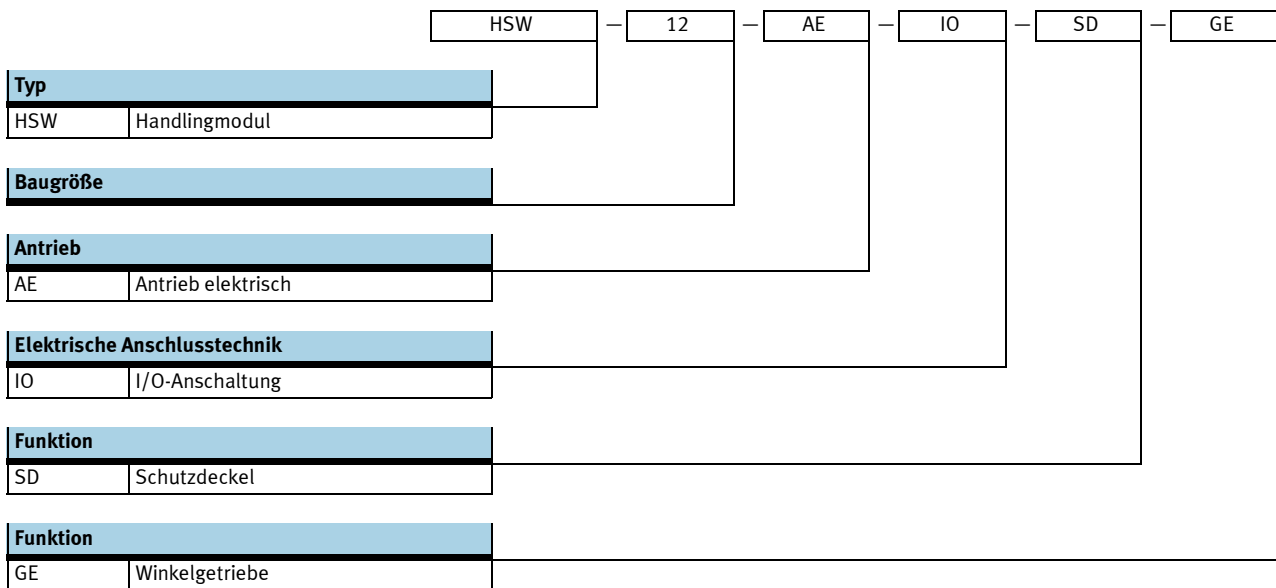 HSW — 12 — AE — IO — SD — GE
Typ
HSW Handlingmodul
Baugröße
Antrieb
AE Antrieb elektrisch
Elektrische Anschlusstechnik
IO I/O-Anschaltung
Funktion
SD Schutzdeckel
Funktion
GE Winkelgetriebe